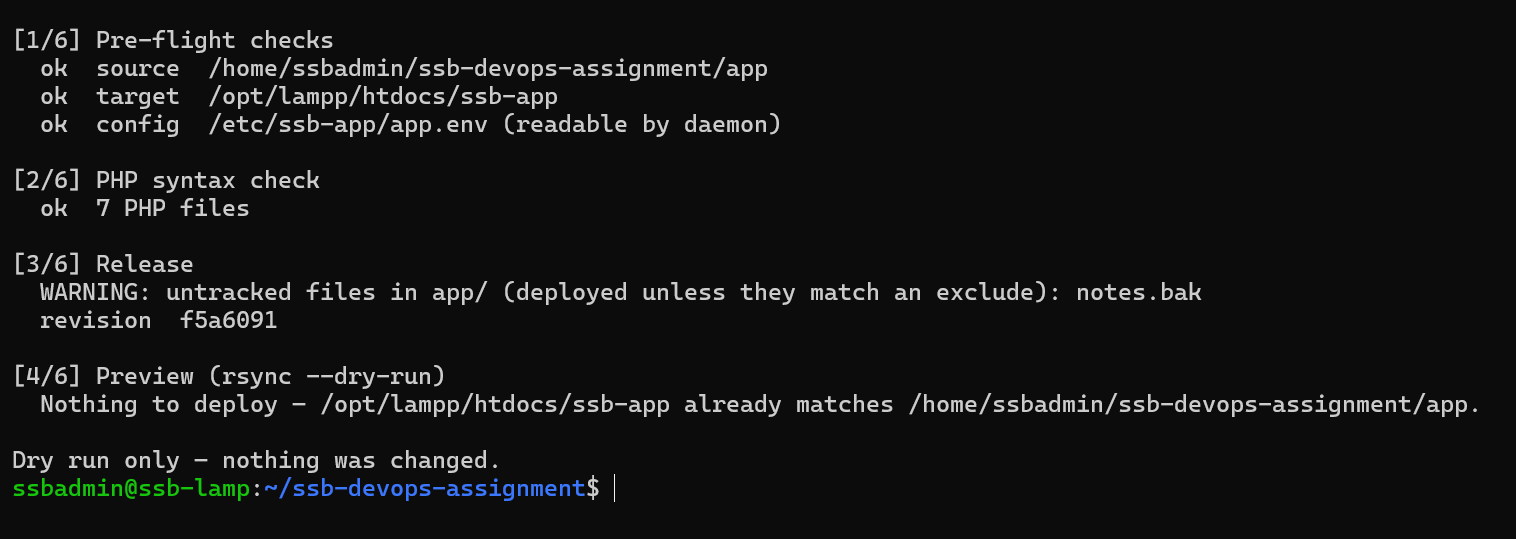 [1/6] Pre-flight checks
  ok  source  /home/ssbadmin/ssb-devops-assignment/app
  ok  target  /opt/lampp/htdocs/ssb-app
  ok  config  /etc/ssb-app/app.env (readable by daemon)

[2/6] PHP syntax check
  ok  7 PHP files

[3/6] Release
  WARNING: untracked files in app/ (deployed unless they match an exclude): notes.bak
  revision  f5a6091

[4/6] Preview (rsync --dry-run)
  Nothing to deploy - /opt/lampp/htdocs/ssb-app already matches /home/ssbadmin/ssb-devops-assignment/app.

Dry run only - nothing was changed.
ssbadmin@ssb-lamp:~/ssb-devops-assignment$